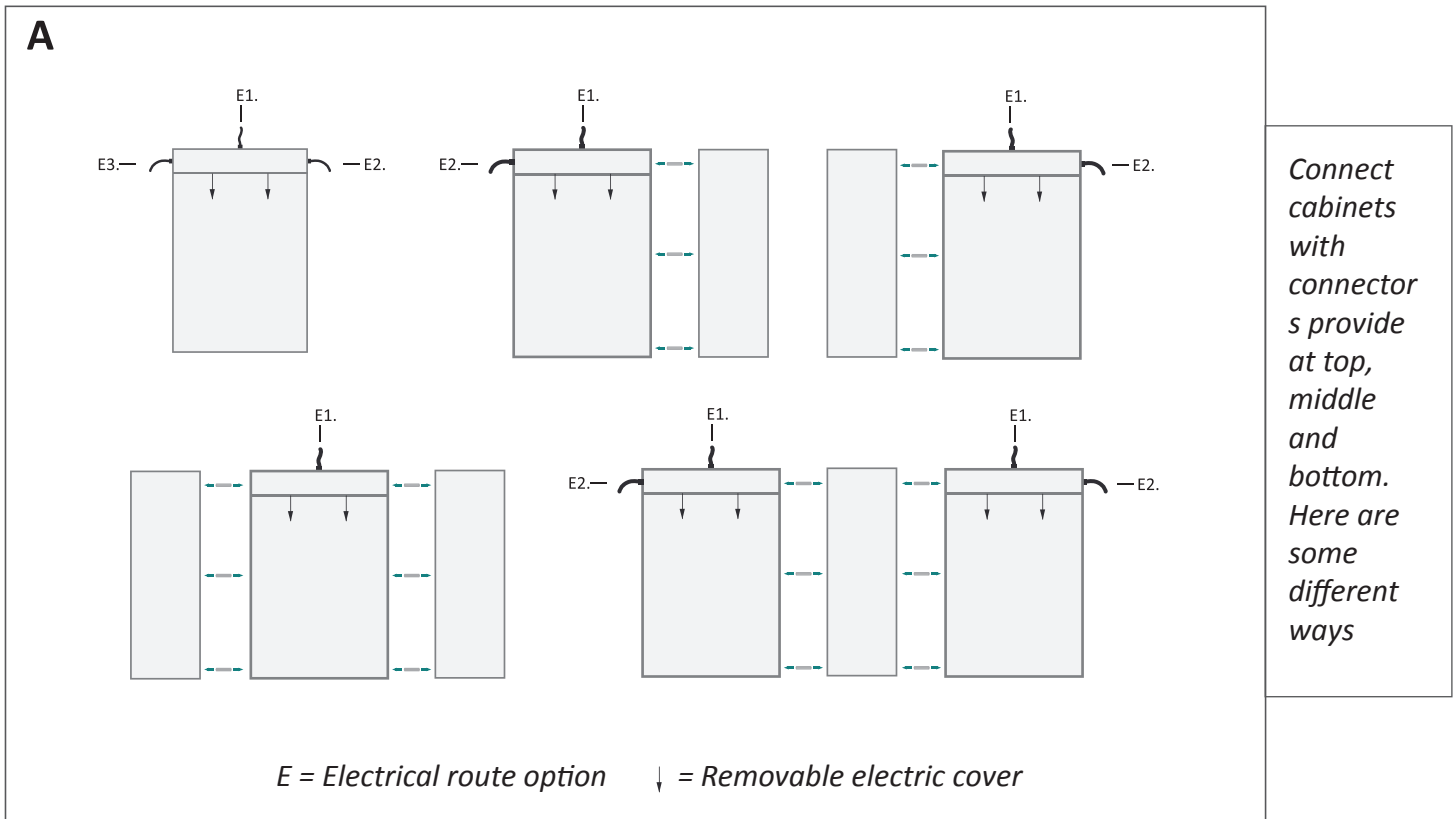 A
E1.
E3.
E2.
E1.
E2.
E1.
E2.
E1.
E1.
E2.
E1.
E2.
E = Electrical route option
= Removable electric cover
Connect
cabinets
with
connector
s provide
at top,
middle
and
bottom.
Here are
some
different
ways